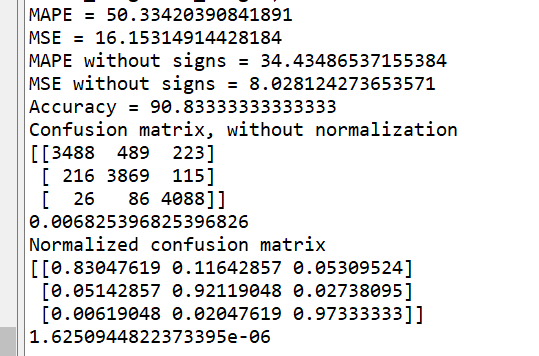 MAPE = 50.33420390841891
MSE = 16.15314914428184
MAPE without signs = 34.43486537155384
MSE without signs = 8.028124273653571
Accuracy = 90.83333333333333
Confusion matrix, without normalization
[[3488  489  223]
 [ 216 3869  115]
 [  26   86 4088]]
0.006825396825396826
Normalized confusion matrix
[[0.83047619 0.11642857 0.05309524]
 [0.05142857 0.92119048 0.02738095]
 [0.00619048 0.02047619 0.97333333]]
1.6250944822373395e-06